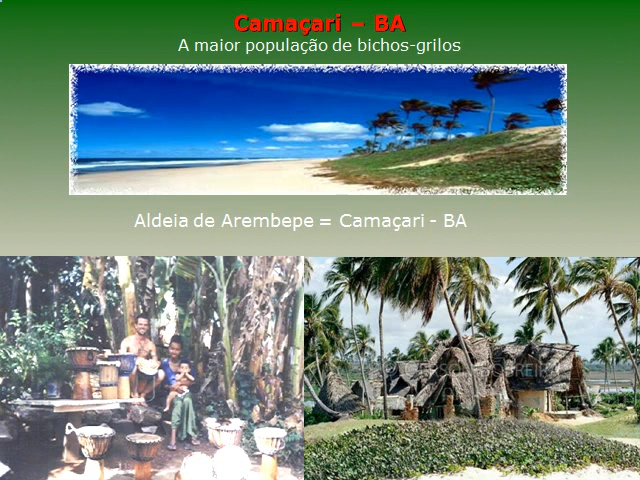 Camaçari – BA
A maior população de bichos-grilos
Aldeia de Arembepe = Camaçari - BA